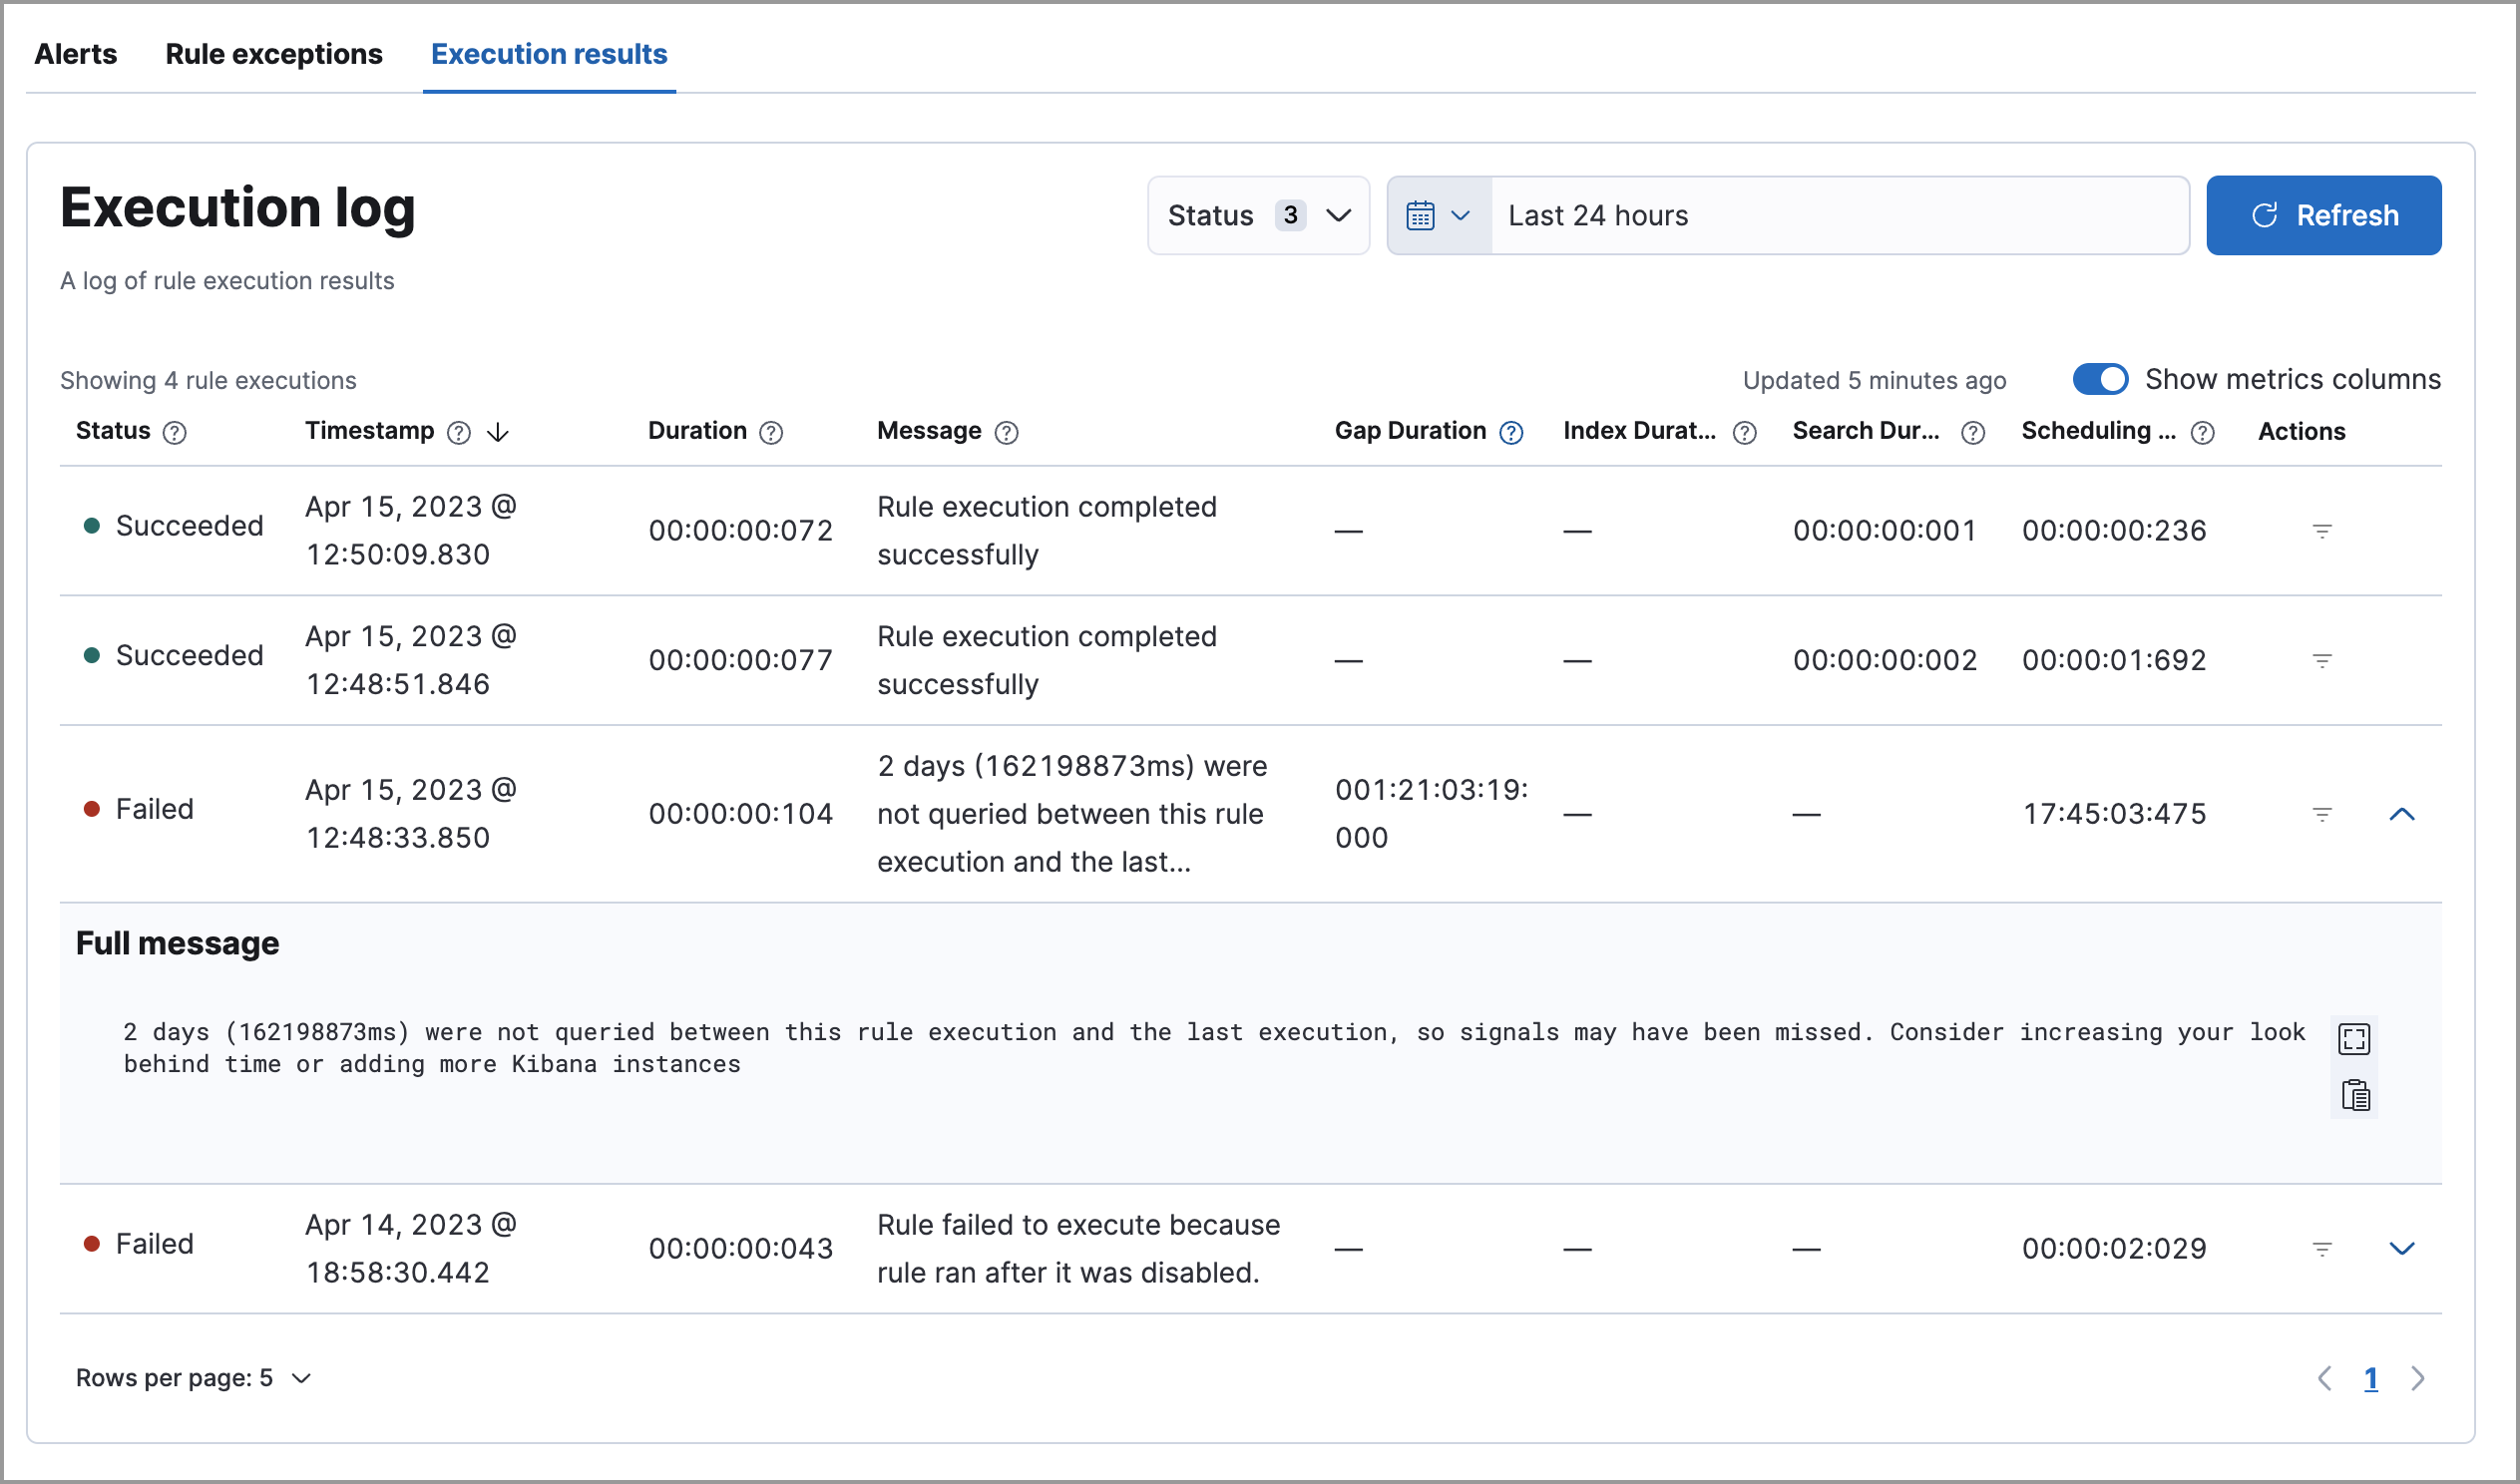 Alerts Rule exceptions Execution results
Execution log
Status 3 Last 24 hours Refresh
A log of rule execution results
Showing 4 rule executions Updated 5 minutes ago Show metrics columns
Status Timestamp Duration Message Gap Duration Index Durat... Search Dur... Scheduling ... Actions
Succeeded
Apr 15, 2023 @
12:50:09.830
00:00:00:072
Rule execution completed
successfully
—
—
00:00:00:001
00:00:00:236
Succeeded
Apr 15, 2023 @
12:48:51.846
00:00:00:077
Rule execution completed
successfully
—
—
00:00:00:002
00:00:01:692
Failed
Apr 15, 2023 @
12:48:33.850
00:00:00:104
2 days (162198873ms) were
not queried between this rule
execution and the last...
001:21:03:19:
000
—
—
17:45:03:475
Full message
2 days (162198873ms) were not queried between this rule execution and the last execution, so signals may have been missed. Consider increasing your look
behind time or adding more Kibana instances
Failed
Apr 14, 2023 @
18:58:30.442
00:00:00:043
Rule failed to execute because
rule ran after it was disabled.
—
—
—
00:00:02:029
Rows per page: 5
1